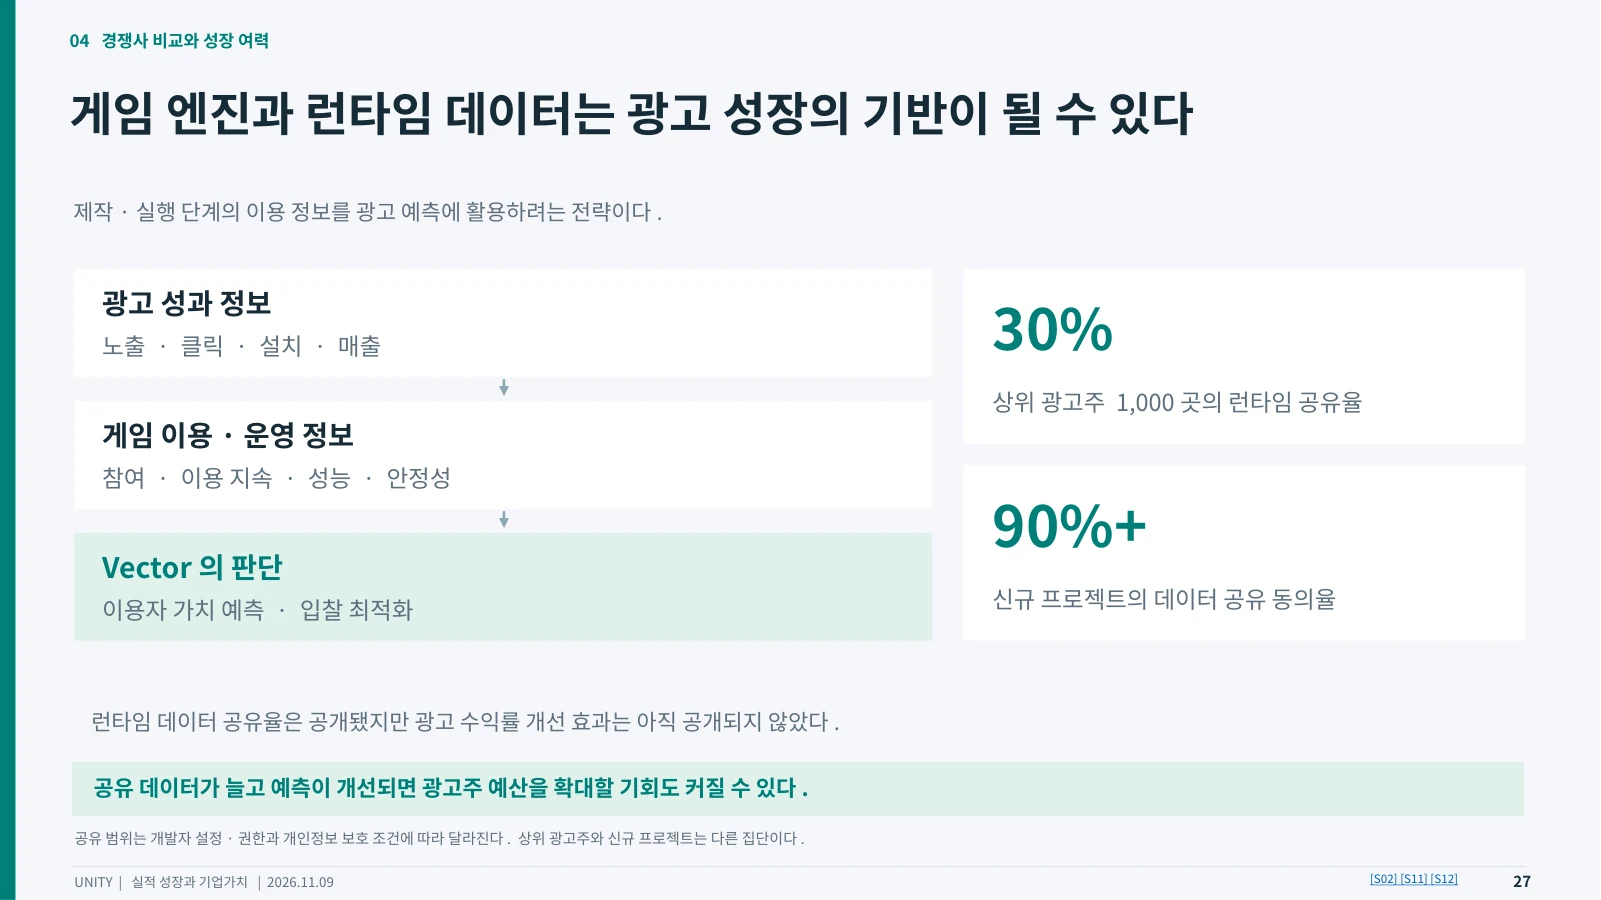 04 경쟁사 비교와 성장 여력
게임 엔진과 런타임 데이터는 광고 성장의 기반이 될 수 있다
제작 · 실행 단계의 이용 정보를 광고 예측에 활용하려는 전략이다 .
광고 성과 정보
노출 · 클릭 · 설치 · 매출
게임 이용 · 운영 정보
참여 · 이용 지속 · 성능 · 안정성
Vector 의 판단
이용자 가치 예측 · 입찰 최적화
30%
상위 광고주 1,000 곳의 런타임 공유율
90%+
신규 프로젝트의 데이터 공유 동의율
런타임 데이터 공유율은 공개됐지만 광고 수익률 개선 효과는 아직 공개되지 않았다 .
공유 데이터가 늘고 예측이 개선되면 광고주 예산을 확대할 기회도 커질 수 있다 .
공유 범위는 개발자 설정 · 권한과 개인정보 보호 조건에 따라 달라진다 . 상위 광고주와 신규 프로젝트는 다른 집단이다 .
UNITY | 실적 성장과 기업가치 | 2026.11.09
[S02] [S11] [S12]
27